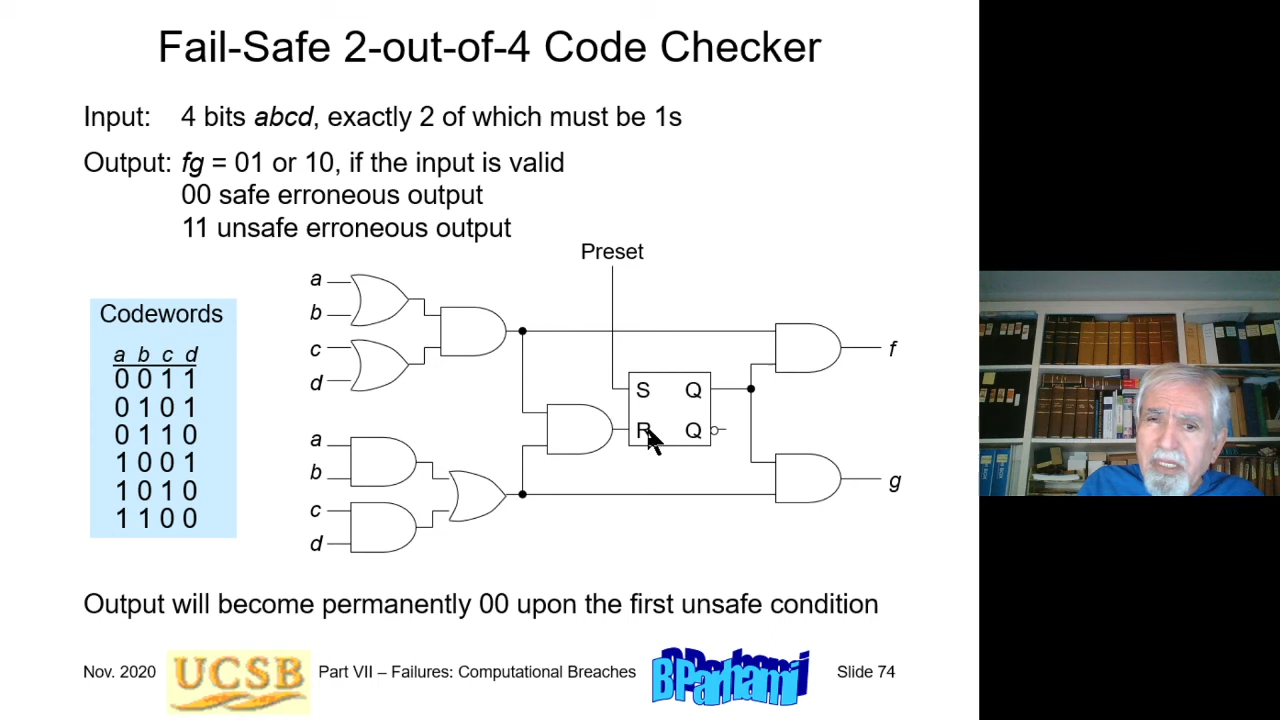 Fail-Safe 2-out-of-4 Code Checker
Input: 4 bits abcd, exactly 2 of which must be 1s
Output: fg = 01 or 10, if the input is valid
00 safe erroneous output
11 unsafe erroneous output
Preset
Codewords
a b c d
0 0 1 1
0 1 0 1
0 1 1 0
1 0 0 1
1 0 1 0
1 1 0 0
a
b
c
d
a
b
c
d
S Q
R Q
f
g
Output will become permanently 00 upon the first unsafe condition
Nov. 2020
UCSB
Part VII – Failures: Computational Breaches
B Parhami
Slide 74